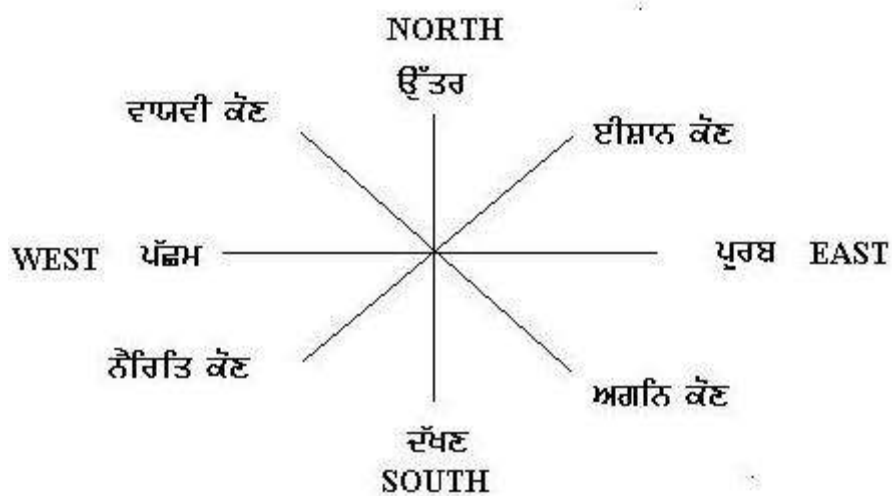 NORTH
ਉੱਤਰ
ਵਾਯਵੀ ਕੋਣ
ਈਸ਼ਾਨ ਕੋਣ
WEST ਪੱਛਮ
ਪੂਰਬ EAST
ਨੈਰਿਤਿ ਕੋਣ
ਅਗਨਿ ਕੋਣ
ਦੱਖਣ
SOUTH